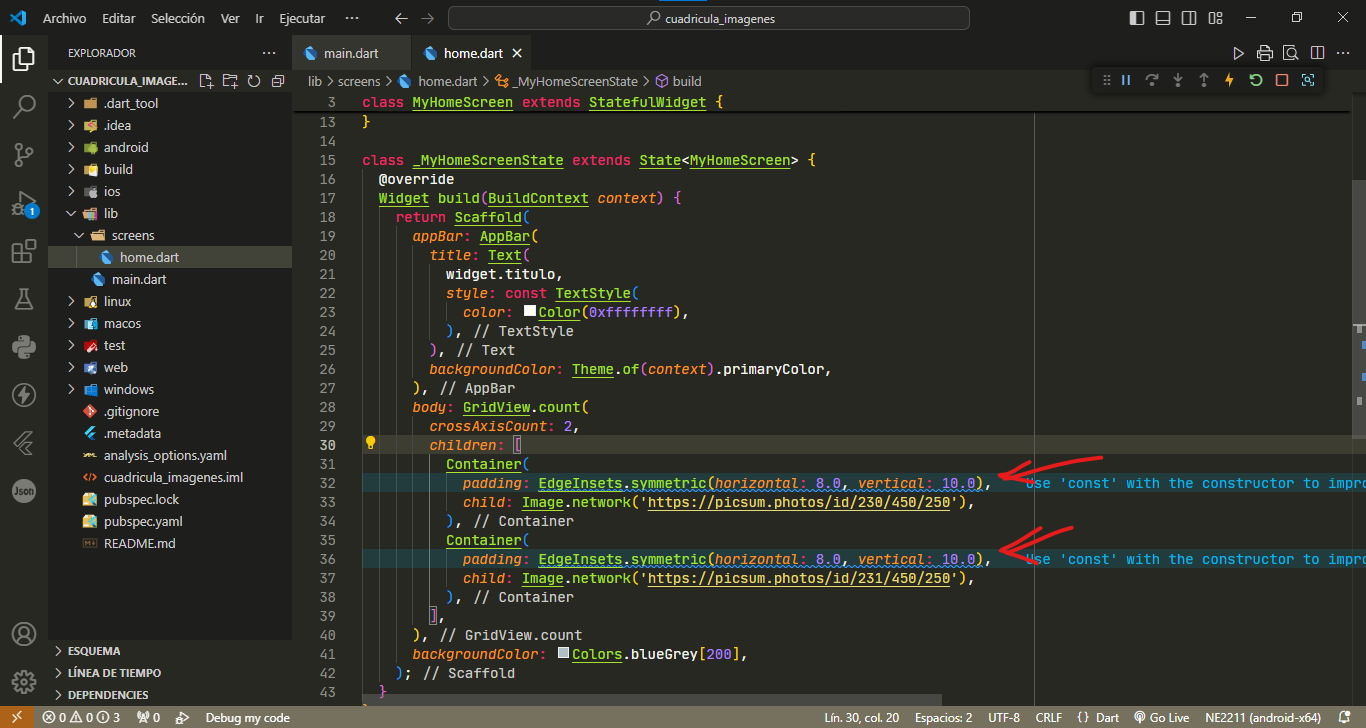 Archivo Editar Selección Ver Ir Ejecutar ··· cuadricula_imagenes
EXPLORADOR ···
CUADRICULA_IMAGE...
.dart_tool
.idea
android
build
ios
1
lib
screens
home.dart
main.dart
linux
macos
test
web
windows
.gitignore
.metadata
analysis_options.yaml
cuadricula_imagenes.iml
pubspec.lock
pubspec.yaml
README.md
Json
ESQUEMA
LÍNEA DE TIEMPO
DEPENDENCIES
main.dart home.dart
lib > screens > home.dart > _MyHomeScreenState > build
3 class MyHomeScreen extends StatefulWidget {
13 }
14
15 class _MyHomeScreenState extends State<MyHomeScreen> {
16 @override
17 Widget build(BuildContext context) {
18 return Scaffold(
19 appBar: AppBar(
20 title: Text(
21 widget.titulo,
22 style: const TextStyle(
23 color: Color(0xffffffff),
24 ), // TextStyle
25 ), // Text
26 backgroundColor: Theme.of(context).primaryColor,
27 ), // AppBar
28 body: GridView.count(
29 crossAxisCount: 2,
30 children: [
31 Container(
32 padding: EdgeInsets.symmetric(horizontal: 8.0, vertical: 10.0), Use 'const' with the constructor to impro
33 child: Image.network('https://picsum.photos/id/230/450/250'),
34 ), // Container
35 Container(
36 padding: EdgeInsets.symmetric(horizontal: 8.0, vertical: 10.0), Use 'const' with the constructor to impro
37 child: Image.network('https://picsum.photos/id/231/450/250'),
38 ), // Container
39 ],
40 ), // GridView.count
41 backgroundColor: Colors.blueGrey[200],
42 ); // Scaffold
43 }
0 0 3 0 Debug my code Lín. 30, col. 20 Espacios: 2 UTF-8 CRLF {} Dart Go Live NE2211 (android-x64)